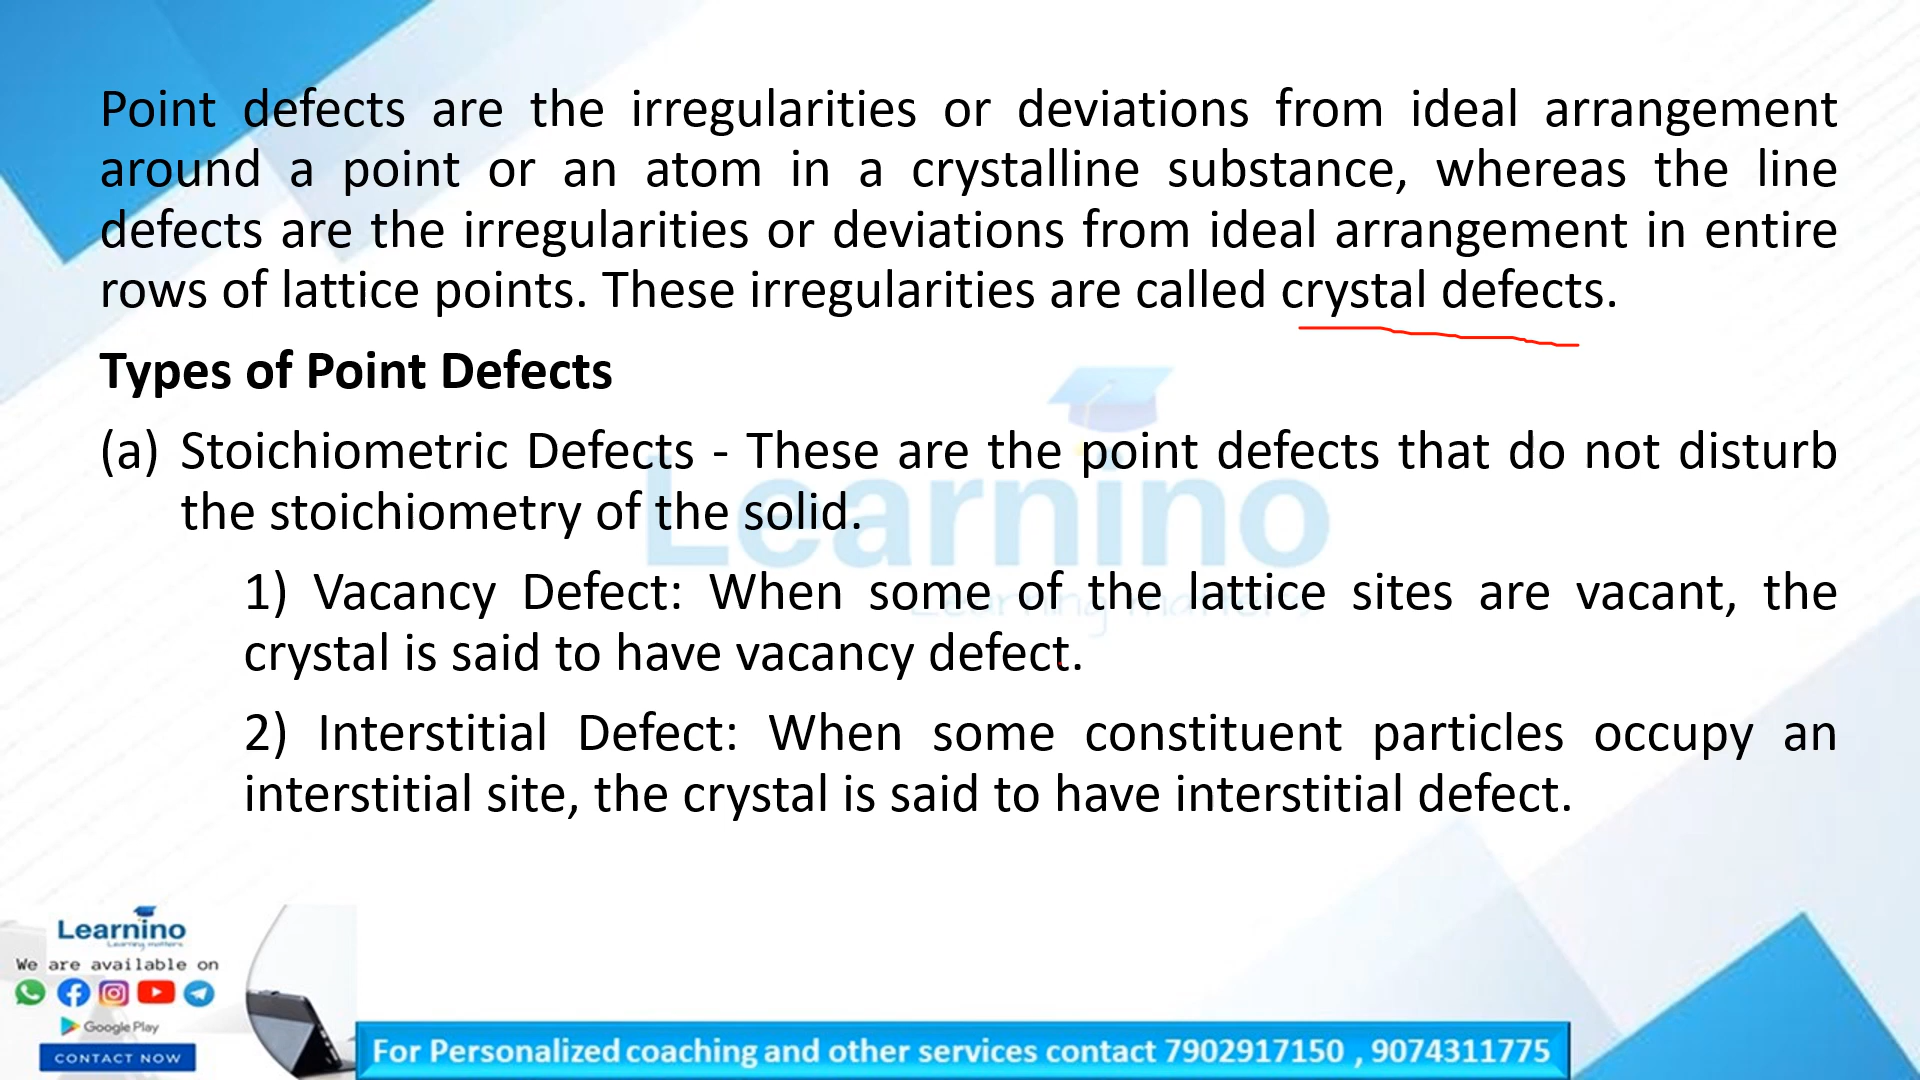 Point defects are the irregularities or deviations from ideal arrangement
around a point or an atom in a crystalline substance, whereas the line
defects are the irregularities or deviations from ideal arrangement in entire
rows of lattice points. These irregularities are called crystal defects.
Types of Point Defects
(a) Stoichiometric Defects - These are the point defects that do not disturb
the stoichiometry of the solid.
1) Vacancy Defect: When some of the lattice sites are vacant, the
crystal is said to have vacancy defect.
2) Interstitial Defect: When some constituent particles occupy an
interstitial site, the crystal is said to have interstitial defect.
Learnino
Learning matters
Learnino
Learning matters
We are available on
Google Play
CONTACT NOW
For Personalized coaching and other services contact 7902917150 , 9074311775